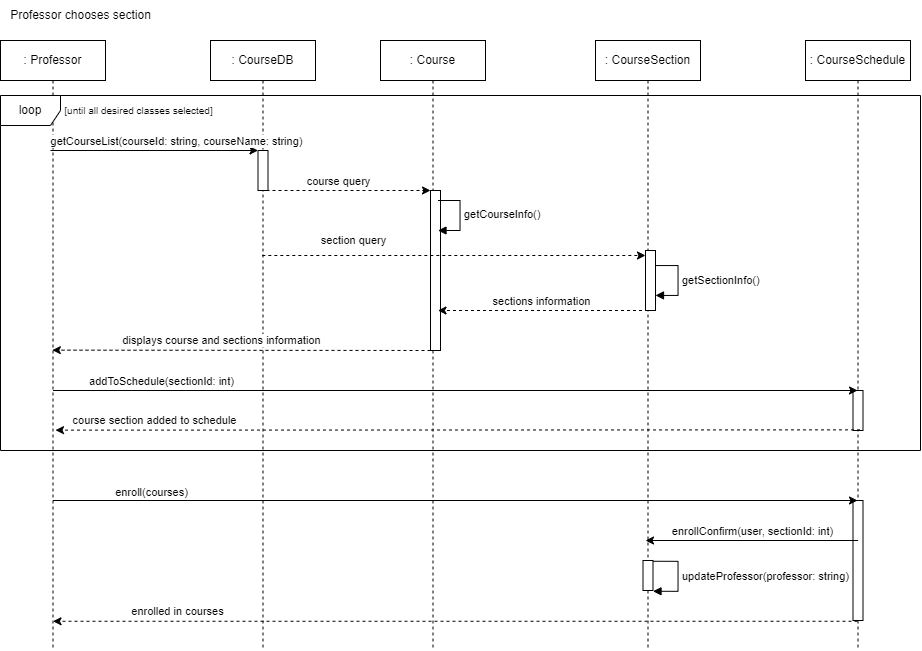 Professor chooses section
: Professor
: CourseDB
: Course
: CourseSection
: CourseSchedule
loop
[until all desired classes selected]
getCourseList(courseId: string, courseName: string)
course query
getCourseInfo()
section query
getSectionInfo()
sections information
displays course and sections information
addToSchedule(sectionId: int)
course section added to schedule
enroll(courses)
enrollConfirm(user, sectionId: int)
updateProfessor(professor: string)
enrolled in courses